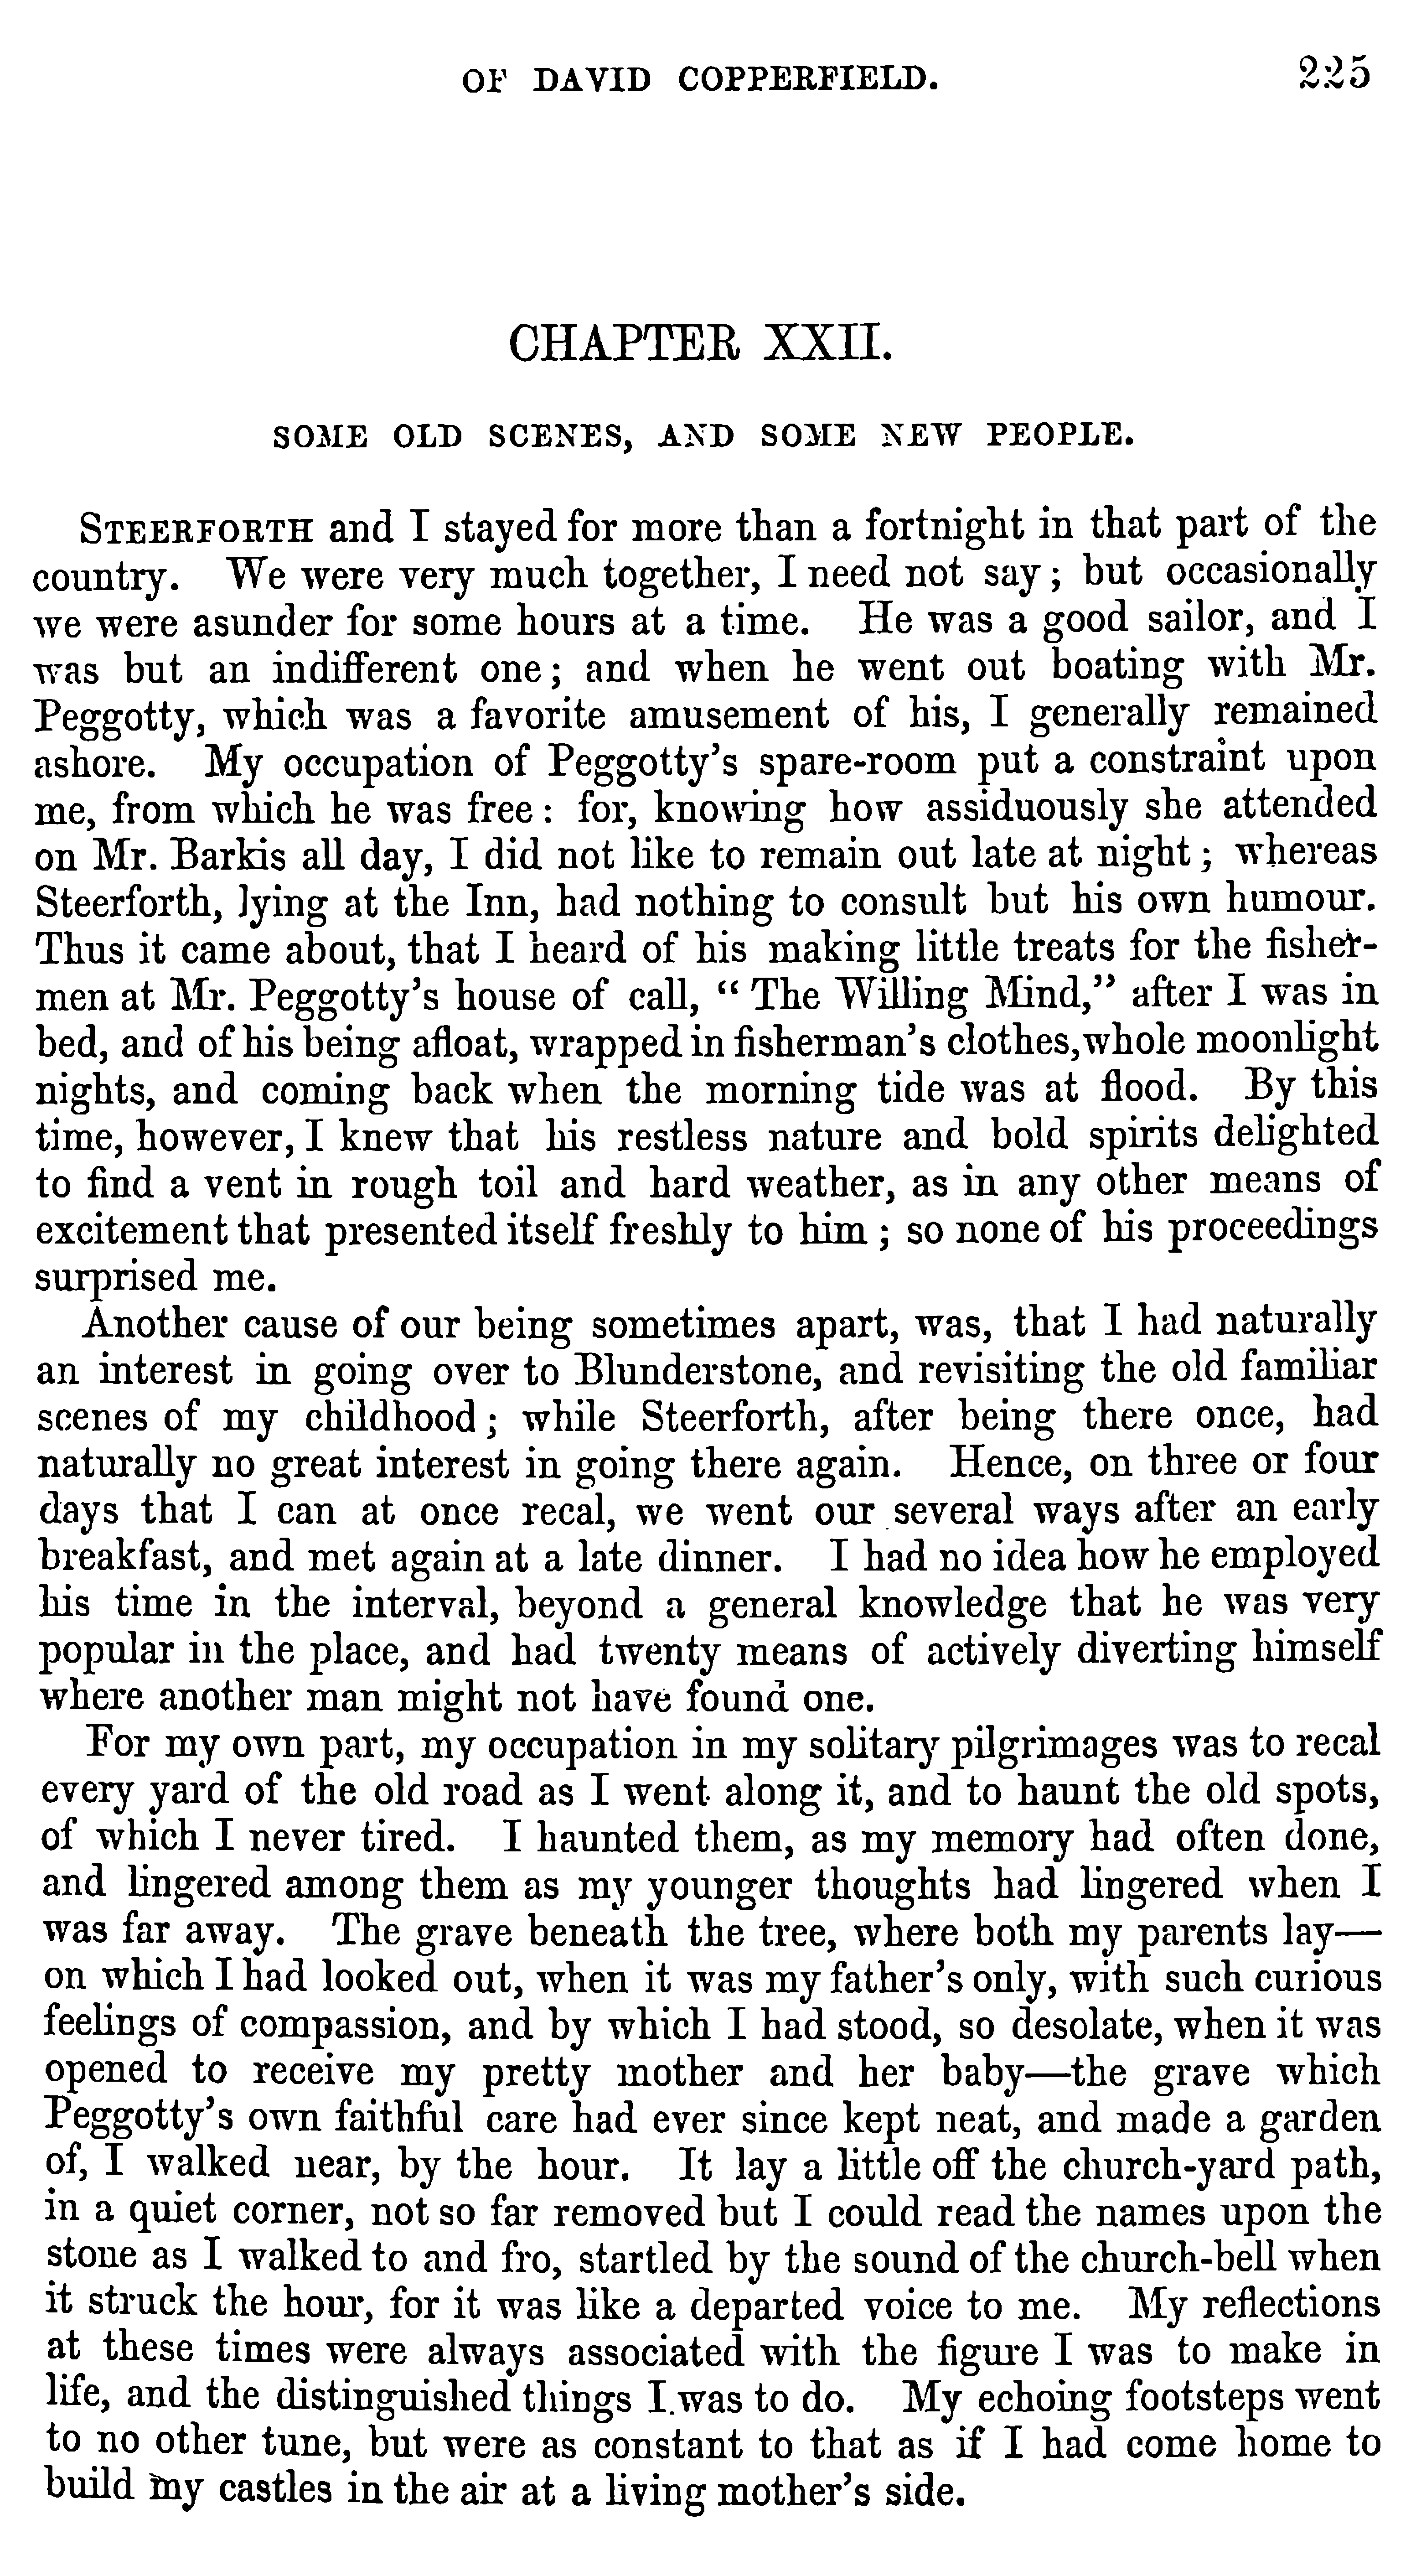 OF DAVID COPPERFIELD. 225
CHAPTER XXII.
SOME OLD SCENES, AND SOME NEW PEOPLE.
STEERFORTH and I stayed for more than a fortnight in that part of the
country. We were very much together, I need not say; but occasionally
we were asunder for some hours at a time. He was a good sailor, and I
was but an indifferent one; and when he went out boating with Mr.
Peggotty, which was a favorite amusement of his, I generally remained
ashore. My occupation of Peggotty's spare-room put a constraint upon
me, from which he was free: for, knowing how assiduously she attended
on Mr. Barkis all day, I did not like to remain out late at night; whereas
Steerforth, lying at the Inn, had nothing to consult but his own humour.
Thus it came about, that I heard of his making little treats for the fisher-
men at Mr. Peggotty's house of call, "The Willing Mind," after I was in
bed, and of his being afloat, wrapped in fisherman's clothes, whole moonlight
nights, and coming back when the morning tide was at flood. By this
time, however, I knew that his restless nature and bold spirits delighted
to find a vent in rough toil and hard weather, as in any other means of
excitement that presented itself freshly to him; so none of his proceedings
surprised me.
Another cause of our being sometimes apart, was, that I had naturally
an interest in going over to Blunderstone, and revisiting the old familiar
scenes of my childhood; while Steerforth, after being there once, had
naturally no great interest in going there again. Hence, on three or four
days that I can at once recal, we went our several ways after an early
breakfast, and met again at a late dinner. I had no idea how he employed
his time in the interval, beyond a general knowledge that he was very
popular in the place, and had twenty means of actively diverting himself
where another man might not have found one.
For my own part, my occupation in my solitary pilgrimages was to recal
every yard of the old road as I went along it, and to haunt the old spots,
of which I never tired. I haunted them, as my memory had often done,
and lingered among them as my younger thoughts had lingered when I
was far away. The grave beneath the tree, where both my parents lay—
on which I had looked out, when it was my father's only, with such curious
feelings of compassion, and by which I had stood, so desolate, when it was
opened to receive my pretty mother and her baby—the grave which
Peggotty's own faithful care had ever since kept neat, and made a garden
of, I walked near, by the hour. It lay a little off the church-yard path,
in a quiet corner, not so far removed but I could read the names upon the
stone as I walked to and fro, startled by the sound of the church-bell when
it struck the hour, for it was like a departed voice to me. My reflections
at these times were always associated with the figure I was to make in
life, and the distinguished things I was to do. My echoing footsteps went
to no other tune, but were as constant to that as if I had come home to
build my castles in the air at a living mother's side.